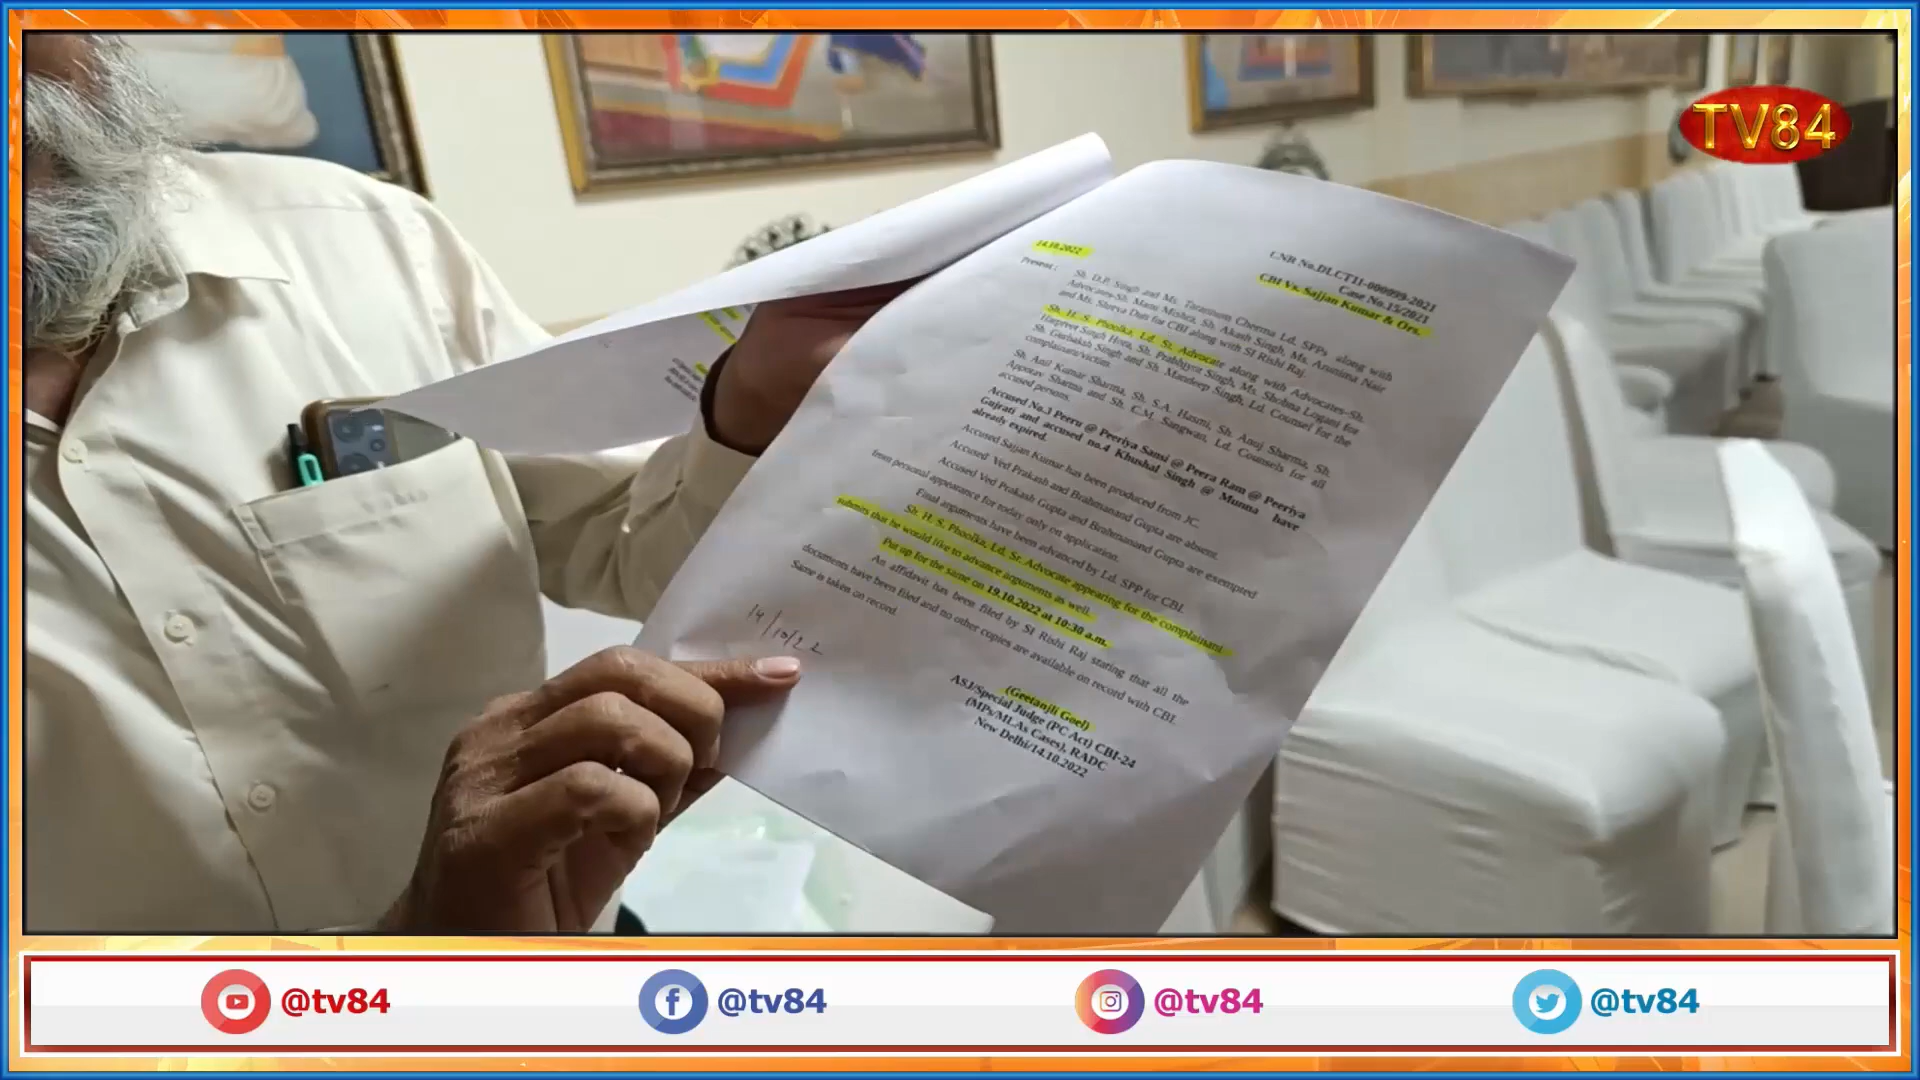 TV84
14.10.2022
CNR No.DLCT11-000099-2021
Case No.15/2021
CBI Vs. Sajjan Kumar & Ors.
Present :
Sh. D.P. Singh and Ms. Tarannum Cheema Ld. SPPs along with
Advocates-Sh. Manu Mishra, Sh. Akash Singh, Ms. Arunima Nair
and Ms. Sheeva Dutt for CBI along with SI Rishi Raj.
Sh. H. S. Phoolka, Ld. Sr. Advocate along with Advocates-Sh.
Harpreet Singh Hora, Sh. Prabhjyot Singh, Ms. Shobna Logani for
Sh. Gurbaksh Singh and Sh. Mandeep Singh, Ld. Counsel for the
complainant/victim.
Sh. Anil Kumar Sharma, Sh. S.A. Hasmi, Sh. Anuj Sharma, Sh.
Apoorav Sharma and Sh. C.M. Sangwan, Ld. Counsels for all
accused persons.
Accused No.3 Peeru @ Peeriya Sansi @ Peera Ram @ Peeriya
Gujrati and accused no.4 Khushal Singh @ Munna have
already expired.
Accused Sajjan Kumar has been produced from JC.
Accused Ved Prakash and Brahmanand Gupta are absent.
Accused Ved Prakash Gupta and Brahmanand Gupta are exempted
from personal appearance for today only on application.
Final arguments have been advanced by Ld. SPP for CBI.
Sh. H. S. Phoolka, Ld. Sr. Advocate appearing for the complainant
submits that he would like to advance arguments as well.
Put up for the same on 19.10.2022 at 10:30 a.m.
An affidavit has been filed by SI Rishi Raj stating that all the
documents have been filed and no other copies are available on record with CBI.
Same is taken on record.
14/10/22
(Geetanjli Goel)
ASJ/Special Judge (PC Act) CBI-24
(MPs/MLAs Cases), RADC
New Delhi/14.10.2022
@tv84
@tv84
@tv84
@tv84